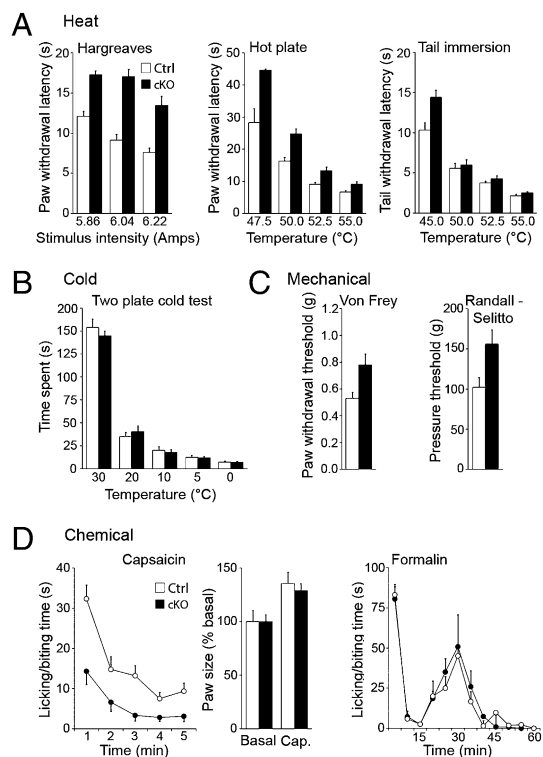 A Heat
Hargreaves
Ctrl
cKO
Paw withdrawal latency (s)
20
15
10
5
0
5.86 6.04 6.22
Stimulus intensity (Amps)
Hot plate
Paw withdrawal latency (s)
50
40
30
20
10
0
47.5 50.0 52.5 55.0
Temperature (°C)
Tail immersion
Tail withdrawal latency (s)
20
15
10
5
0
45.0 50.0 52.5 55.0
Temperature (°C)
B Cold
Two plate cold test
Time spent (s)
200
150
100
50
25
0
30 20 10 5 0
Temperature (°C)
C Mechanical
Von Frey
Paw withdrawal threshold (g)
1.2
1.0
0.8
0.6
0.4
0.2
0.0
Randall -
Selitto
Pressure threshold (g)
200
150
100
50
0
D Chemical
Capsaicin
Ctrl
cKO
Licking/biting time (s)
40
30
20
10
0
1 2 3 4 5
Time (min)
Paw size (% basal)
150
100
50
0
Basal Cap.
Formalin
Licking/biting time (s)
100
75
50
25
0
15 30 45 60
Time (min)